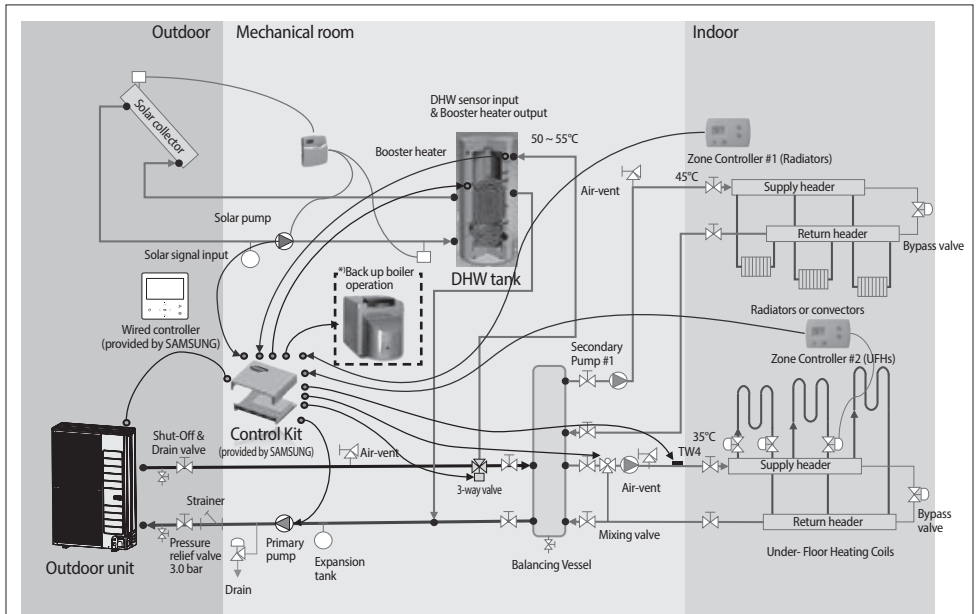 Outdoor
Mechanical room
Indoor
Solar collector
DHW sensor input
& Booster heater output
50 ~ 55°C
Booster heater
Zone Controller #1 (Radiators)
Air-vent
45°C
Supply header
Return header
Bypass valve
Solar pump
Solar signal input
DHW tank
*)Back up boiler
operation
Wired controller
(provided by SAMSUNG)
Radiators or convectors
Zone Controller #2 (UFHs)
Secondary
Pump #1
Control Kit
(provided by SAMSUNG)
Shut-Off &
Drain valve
Air-vent
3-way valve
35°C
TW4
Supply header
Air-vent
Strainer
Mixing valve
Return header
Bypass
valve
Pressure
relief valve
3.0 bar
Primary
pump
Expansion
tank
Balancing Vessel
Under- Floor Heating Coils
Outdoor unit
Drain